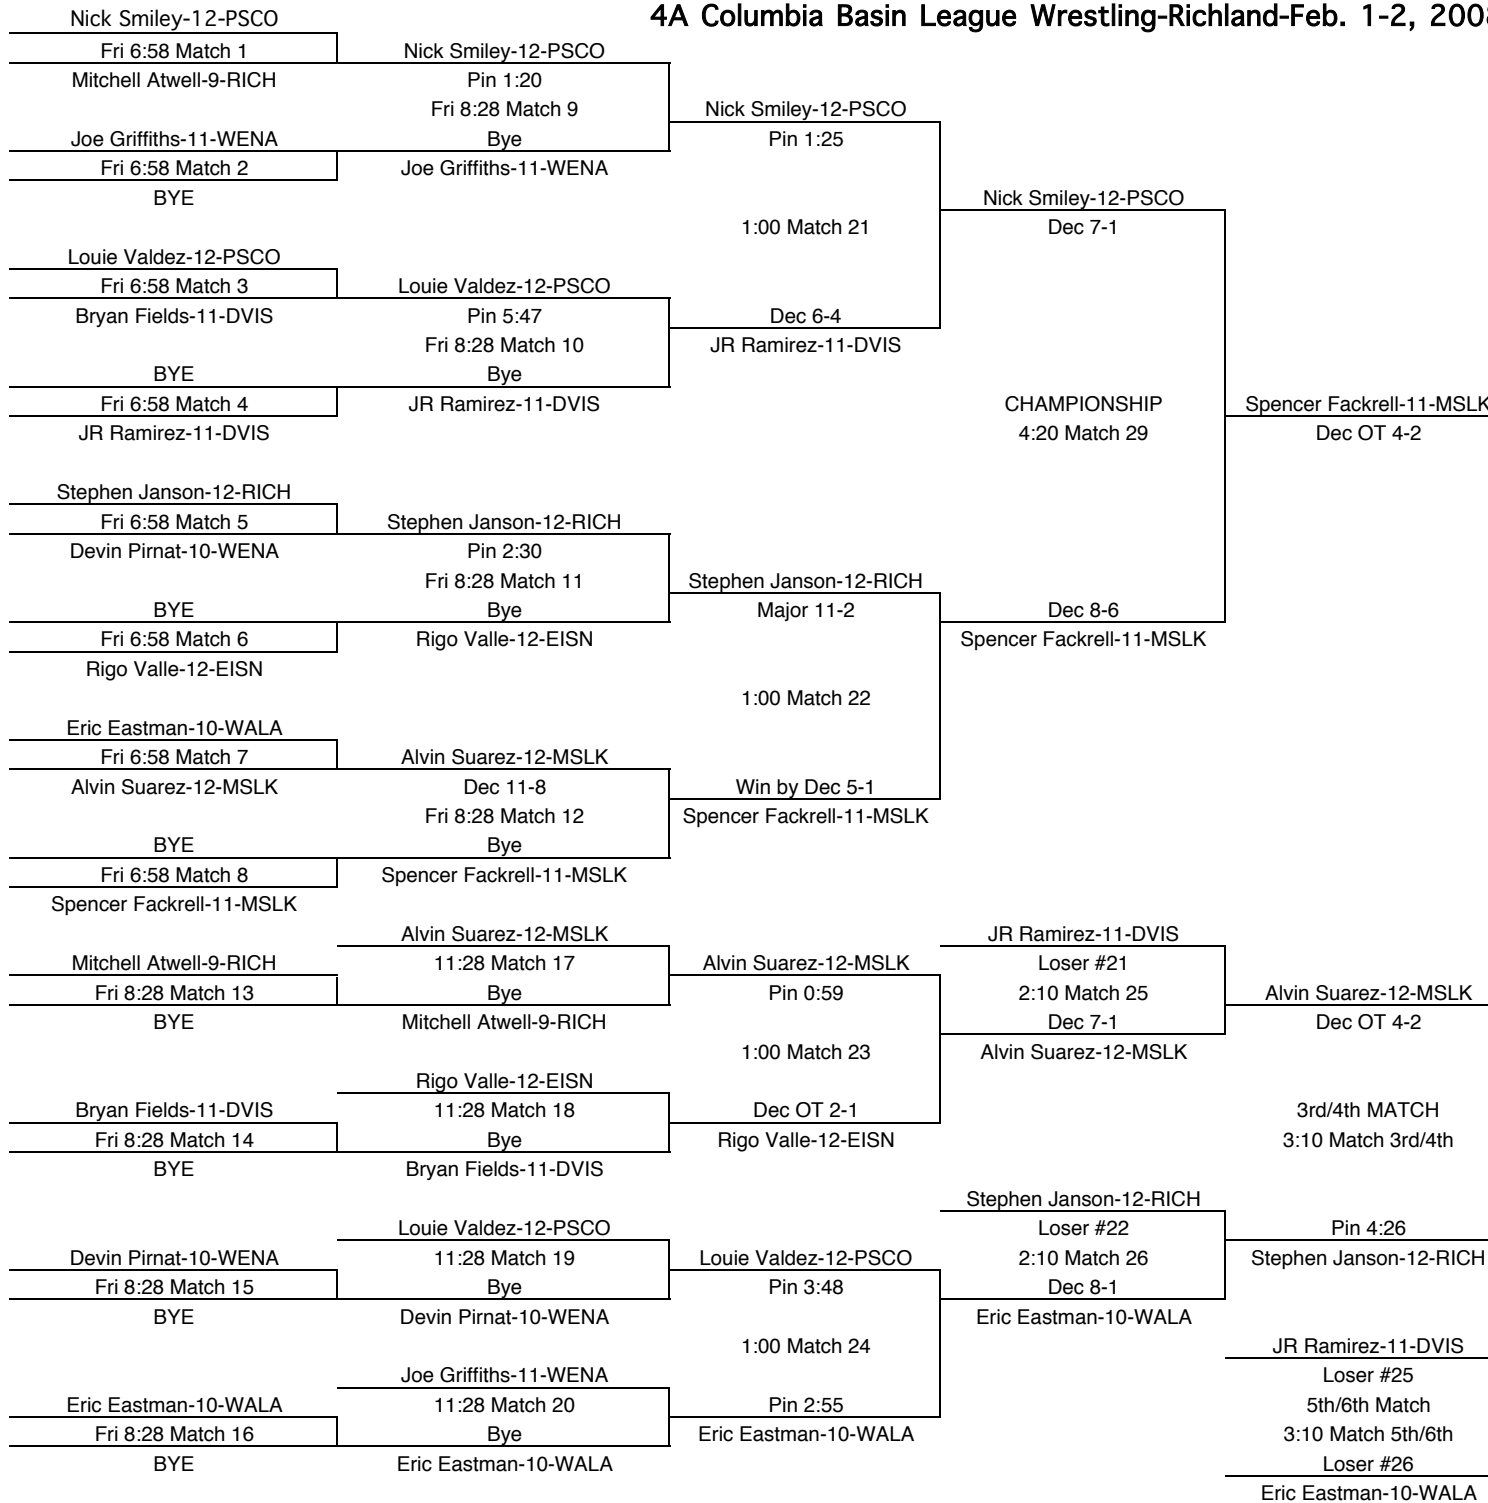 4A Columbia Basin League Wrestling-Richland-Feb. 1-2, 2008
Nick Smiley-12-PSCO
Fri 6:58 Match 1
Mitchell Atwell-9-RICH
Joe Griffiths-11-WENA
Fri 6:58 Match 2
BYE
Louie Valdez-12-PSCO
Fri 6:58 Match 3
Bryan Fields-11-DVIS
BYE
Fri 6:58 Match 4
JR Ramirez-11-DVIS
Stephen Janson-12-RICH
Fri 6:58 Match 5
Devin Pirnat-10-WENA
BYE
Fri 6:58 Match 6
Rigo Valle-12-EISN
Eric Eastman-10-WALA
Fri 6:58 Match 7
Alvin Suarez-12-MSLK
BYE
Fri 6:58 Match 8
Spencer Fackrell-11-MSLK
Nick Smiley-12-PSCO
Pin 1:20
Fri 8:28 Match 9
Bye
Joe Griffiths-11-WENA
Louie Valdez-12-PSCO
Pin 5:47
Fri 8:28 Match 10
Bye
JR Ramirez-11-DVIS
Stephen Janson-12-RICH
Pin 2:30
Fri 8:28 Match 11
Bye
Rigo Valle-12-EISN
Alvin Suarez-12-MSLK
Dec 11-8
Fri 8:28 Match 12
Bye
Spencer Fackrell-11-MSLK
Nick Smiley-12-PSCO
Pin 1:25
1:00 Match 21
Dec 6-4
JR Ramirez-11-DVIS
Stephen Janson-12-RICH
Major 11-2
1:00 Match 22
Win by Dec 5-1
Spencer Fackrell-11-MSLK
Nick Smiley-12-PSCO
Dec 7-1
CHAMPIONSHIP
4:20 Match 29
Dec 8-6
Spencer Fackrell-11-MSLK
Spencer Fackrell-11-MSLK
Dec OT 4-2
Mitchell Atwell-9-RICH
Fri 8:28 Match 13
BYE
Bryan Fields-11-DVIS
Fri 8:28 Match 14
BYE
Devin Pirnat-10-WENA
Fri 8:28 Match 15
BYE
Eric Eastman-10-WALA
Fri 8:28 Match 16
BYE
Alvin Suarez-12-MSLK
11:28 Match 17
Bye
Mitchell Atwell-9-RICH
Rigo Valle-12-EISN
11:28 Match 18
Bye
Bryan Fields-11-DVIS
Louie Valdez-12-PSCO
11:28 Match 19
Bye
Devin Pirnat-10-WENA
Joe Griffiths-11-WENA
11:28 Match 20
Bye
Eric Eastman-10-WALA
Alvin Suarez-12-MSLK
Pin 0:59
1:00 Match 23
Dec OT 2-1
Rigo Valle-12-EISN
Louie Valdez-12-PSCO
Pin 3:48
1:00 Match 24
Pin 2:55
Eric Eastman-10-WALA
JR Ramirez-11-DVIS
Loser #21
2:10 Match 25
Dec 7-1
Alvin Suarez-12-MSLK
Stephen Janson-12-RICH
Loser #22
2:10 Match 26
Dec 8-1
Eric Eastman-10-WALA
Alvin Suarez-12-MSLK
Dec OT 4-2
3rd/4th MATCH
3:10 Match 3rd/4th
Pin 4:26
Stephen Janson-12-RICH
JR Ramirez-11-DVIS
Loser #25
5th/6th Match
3:10 Match 5th/6th
Loser #26
Eric Eastman-10-WALA